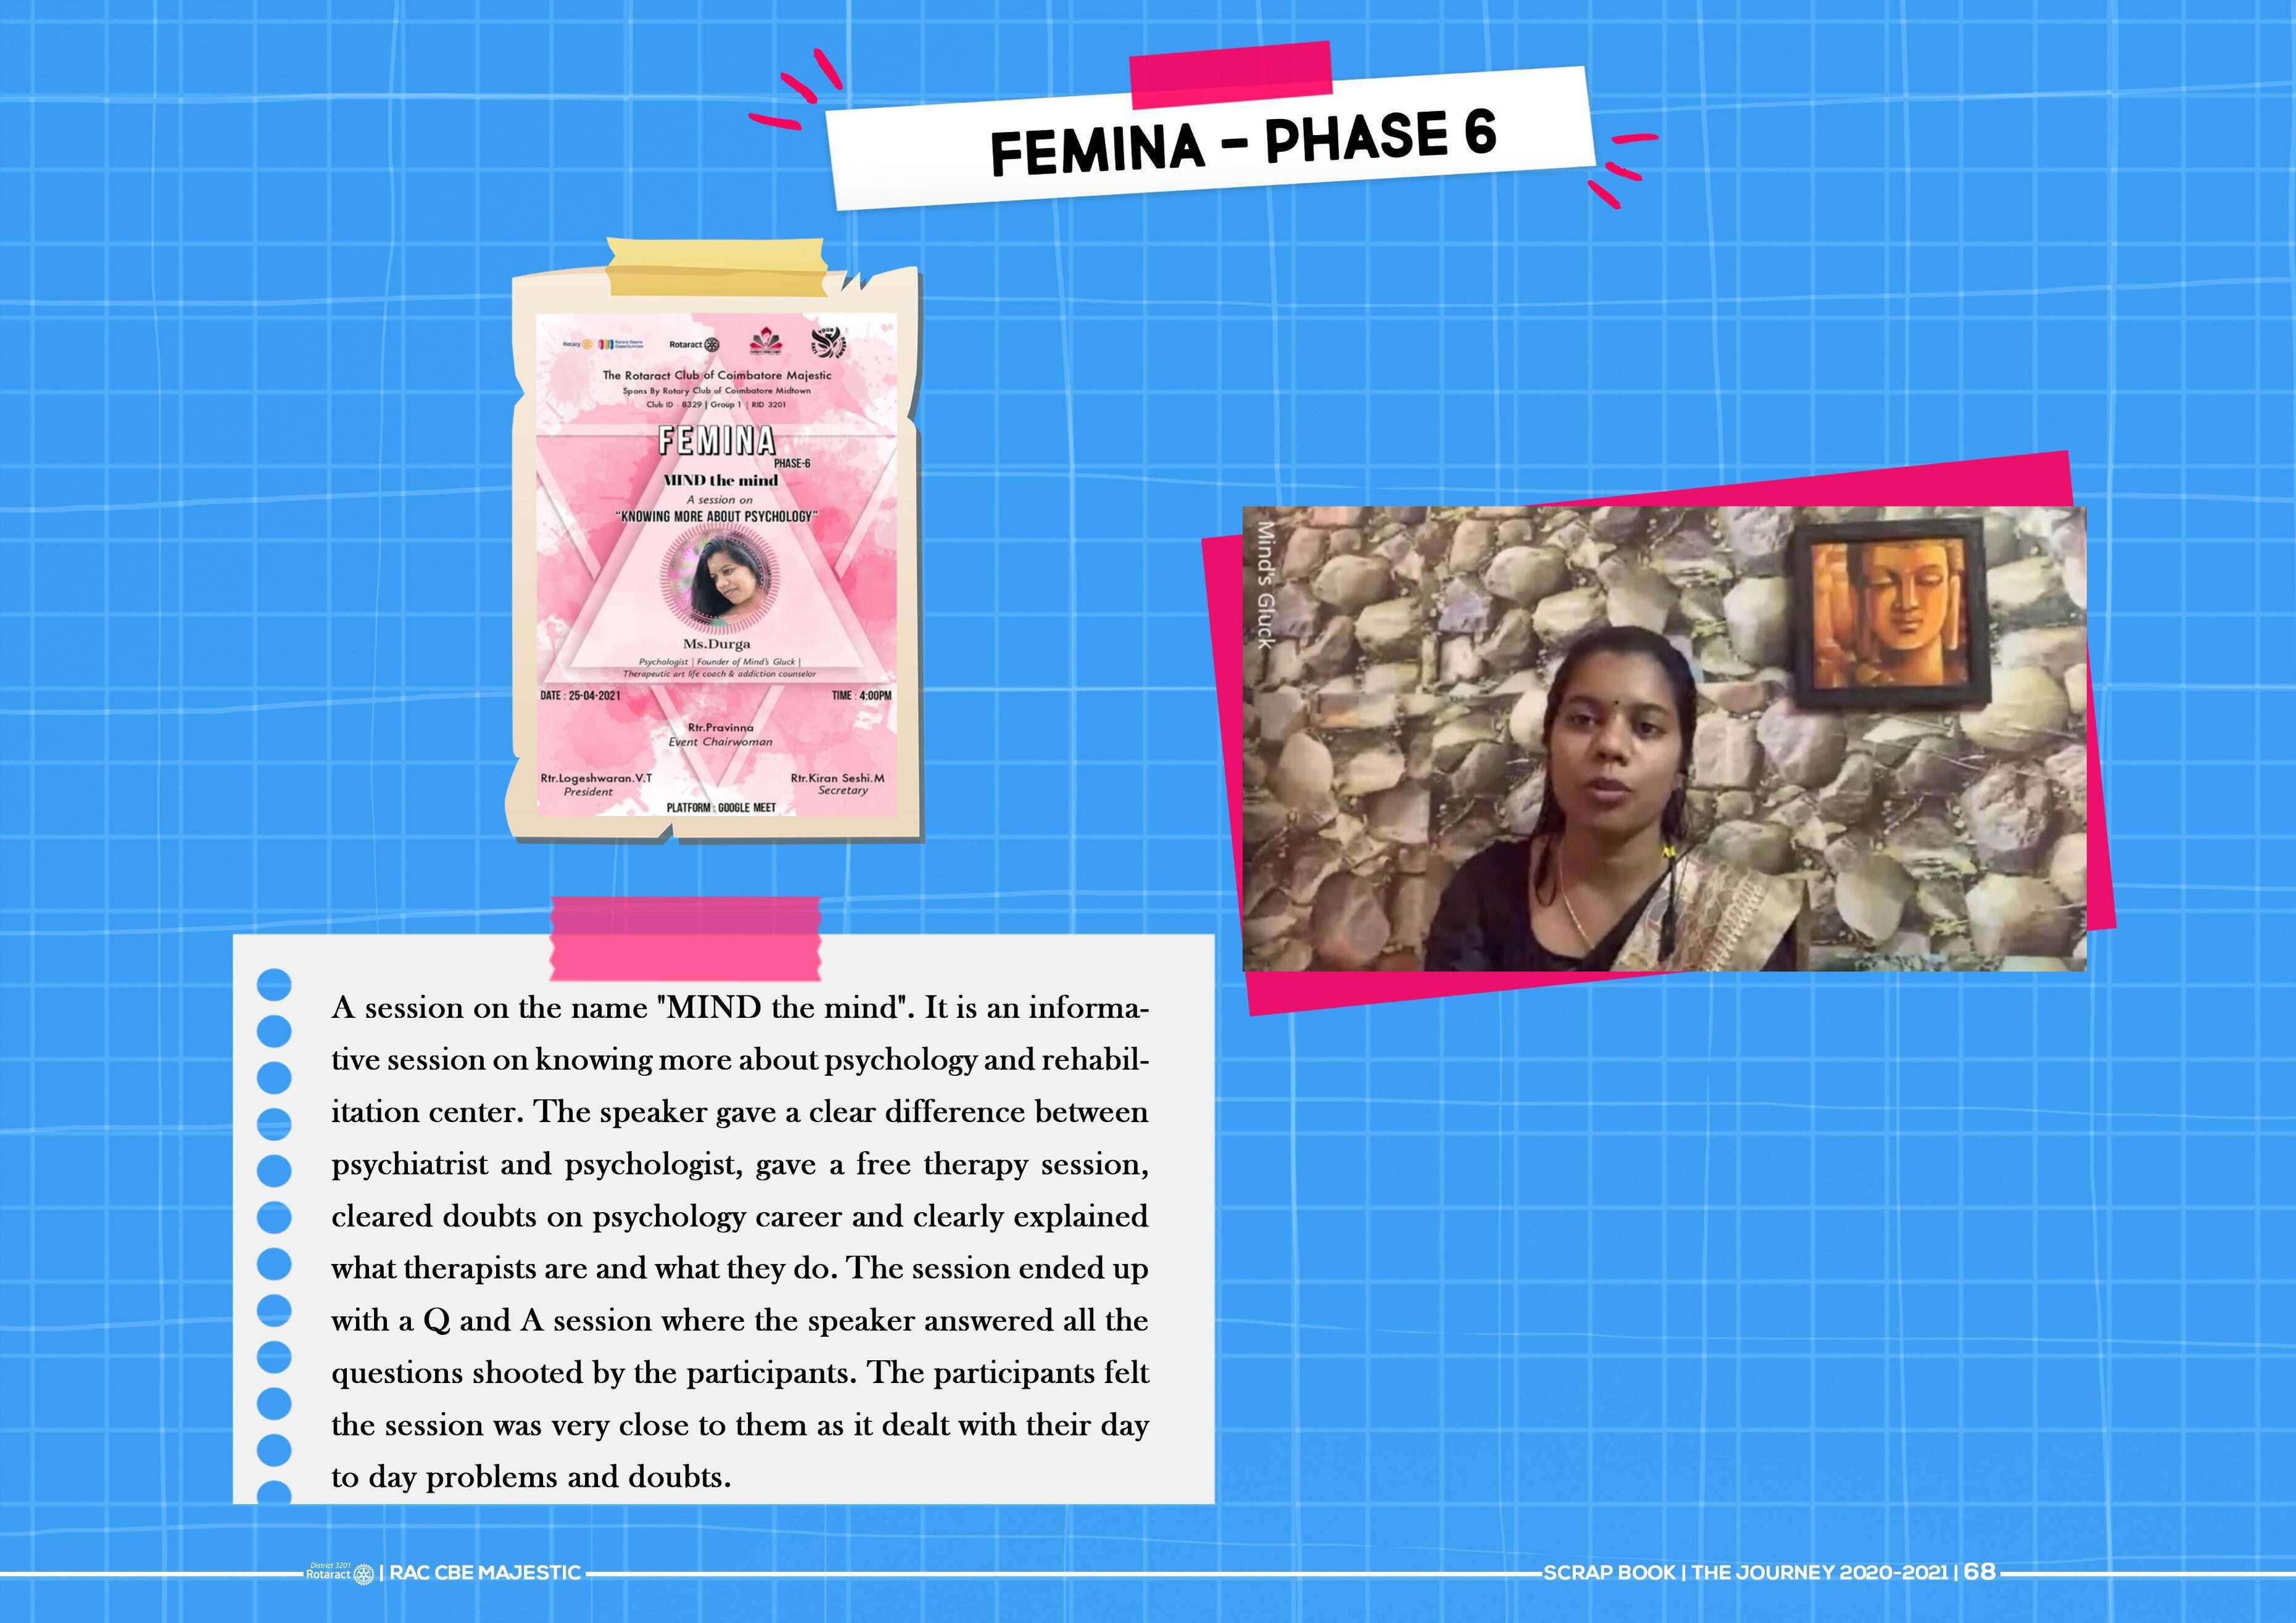 FEMINA - PHASE 6
Rotary
Rotary Opens
Opportunities
Rotaract
The Rotaract Club of Coimbatore Majestic
Spons By Rotary Club of Coimbatore Midtown
Club ID - 8329 | Group 1 | RID 3201
FEMINA
PHASE-6
MIND the mind
A session on
"KNOWING MORE ABOUT PSYCHOLOGY"
Ms.Durga
Psychologist | Founder of Mind's Gluck |
Therapeutic art life coach & addiction counselor
DATE : 25-04-2021
TIME : 4:00PM
Rtr.Pravinna
Event Chairwoman
Rtr.Logeshwaran.V.T
President
Rtr.Kiran Seshi.M
Secretary
PLATFORM : GOOGLE MEET
Mind's Gluck
A session on the name "MIND the mind". It is an informa-
tive session on knowing more about psychology and rehabil-
itation center. The speaker gave a clear difference between
psychiatrist and psychologist, gave a free therapy session,
cleared doubts on psychology career and clearly explained
what therapists are and what they do. The session ended up
with a Q and A session where the speaker answered all the
questions shooted by the participants. The participants felt
the session was very close to them as it dealt with their day
to day problems and doubts.
District 3201
Rotaract | RAC CBE MAJESTIC
SCRAP BOOK | THE JOURNEY 2020-2021 | 68